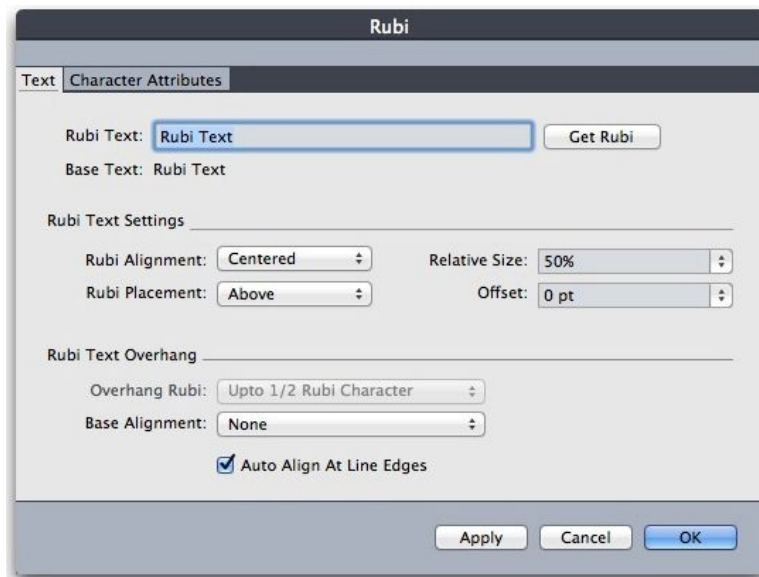 Rubi
Text Character Attributes
Rubi Text: Rubi Text Get Rubi
Base Text: Rubi Text
Rubi Text Settings
Rubi Alignment: Centered Relative Size: 50%
Rubi Placement: Above Offset: 0 pt
Rubi Text Overhang
Overhang Rubi: Upto 1/2 Rubi Character
Base Alignment: None
Auto Align At Line Edges
Apply Cancel OK